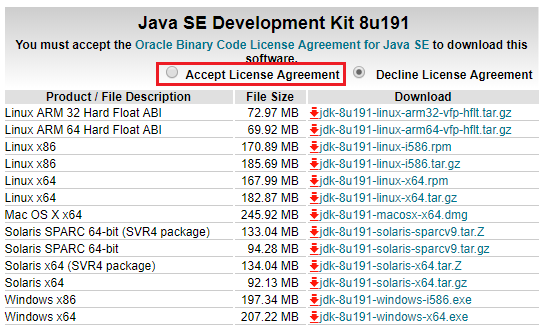 Java SE Development Kit 8u191
You must accept the Oracle Binary Code License Agreement for Java SE to download this
software.
Accept License Agreement Decline License Agreement
Product / File Description File Size Download
Linux ARM 32 Hard Float ABI 72.97 MB jdk-8u191-linux-arm32-vfp-hflt.tar.gz
Linux ARM 64 Hard Float ABI 69.92 MB jdk-8u191-linux-arm64-vfp-hflt.tar.gz
Linux x86 170.89 MB jdk-8u191-linux-i586.rpm
Linux x86 185.69 MB jdk-8u191-linux-i586.tar.gz
Linux x64 167.99 MB jdk-8u191-linux-x64.rpm
Linux x64 182.87 MB jdk-8u191-linux-x64.tar.gz
Mac OS X x64 245.92 MB jdk-8u191-macosx-x64.dmg
Solaris SPARC 64-bit (SVR4 package) 133.04 MB jdk-8u191-solaris-sparcv9.tar.Z
Solaris SPARC 64-bit 94.28 MB jdk-8u191-solaris-sparcv9.tar.gz
Solaris x64 (SVR4 package) 134.04 MB jdk-8u191-solaris-x64.tar.Z
Solaris x64 92.13 MB jdk-8u191-solaris-x64.tar.gz
Windows x86 197.34 MB jdk-8u191-windows-i586.exe
Windows x64 207.22 MB jdk-8u191-windows-x64.exe